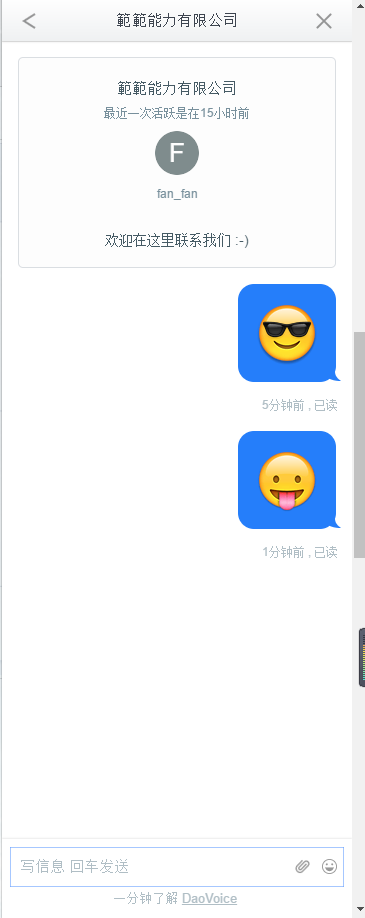 範範能力有限公司
範範能力有限公司
最近一次活跃是在15小时前
F
fan_fan
欢迎在这里联系我们 :-)
5分钟前 , 已读
1分钟前 , 已读
写信息 回车发送
一分钟了解 DaoVoice